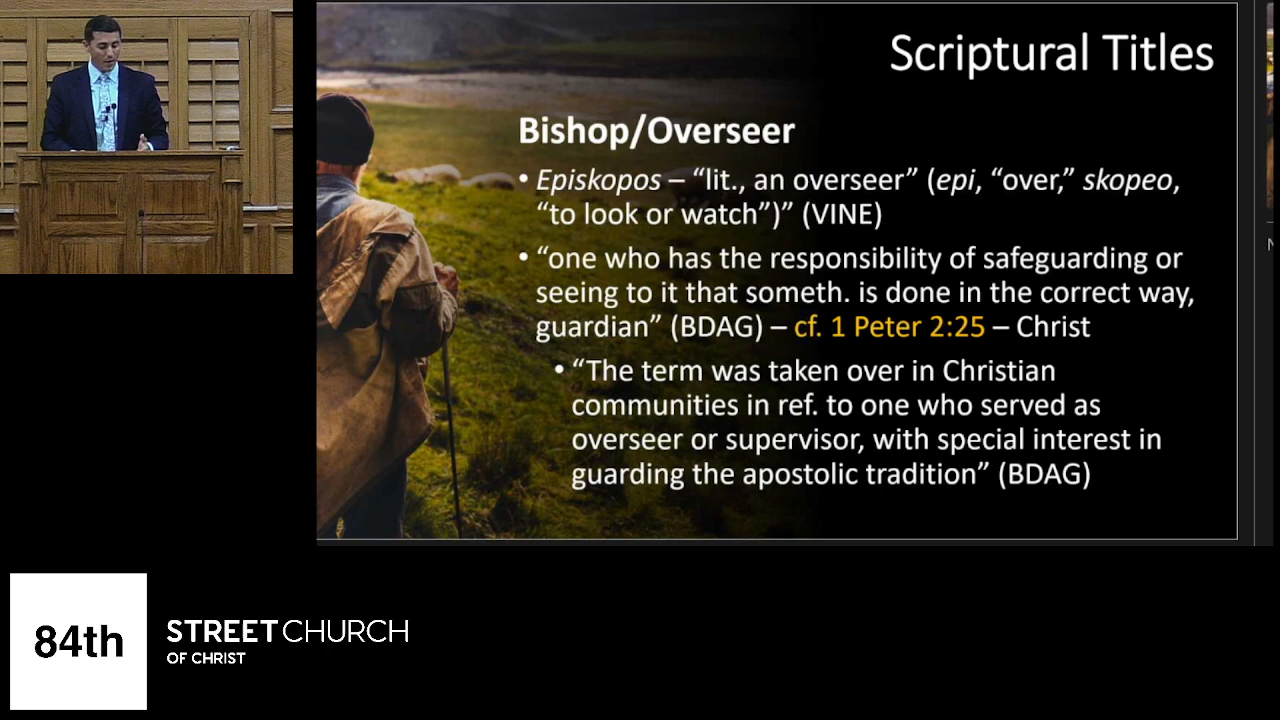 Scriptural Titles
Bishop/Overseer
• Episkopos – “lit., an overseer” (epi, “over,” skopeo,
“to look or watch”)” (VINE)
• “one who has the responsibility of safeguarding or
seeing to it that someth. is done in the correct way,
guardian” (BDAG) – cf. 1 Peter 2:25 – Christ
• “The term was taken over in Christian
communities in ref. to one who served as
overseer or supervisor, with special interest in
guarding the apostolic tradition” (BDAG)
84th
STREET CHURCH
OF CHRIST